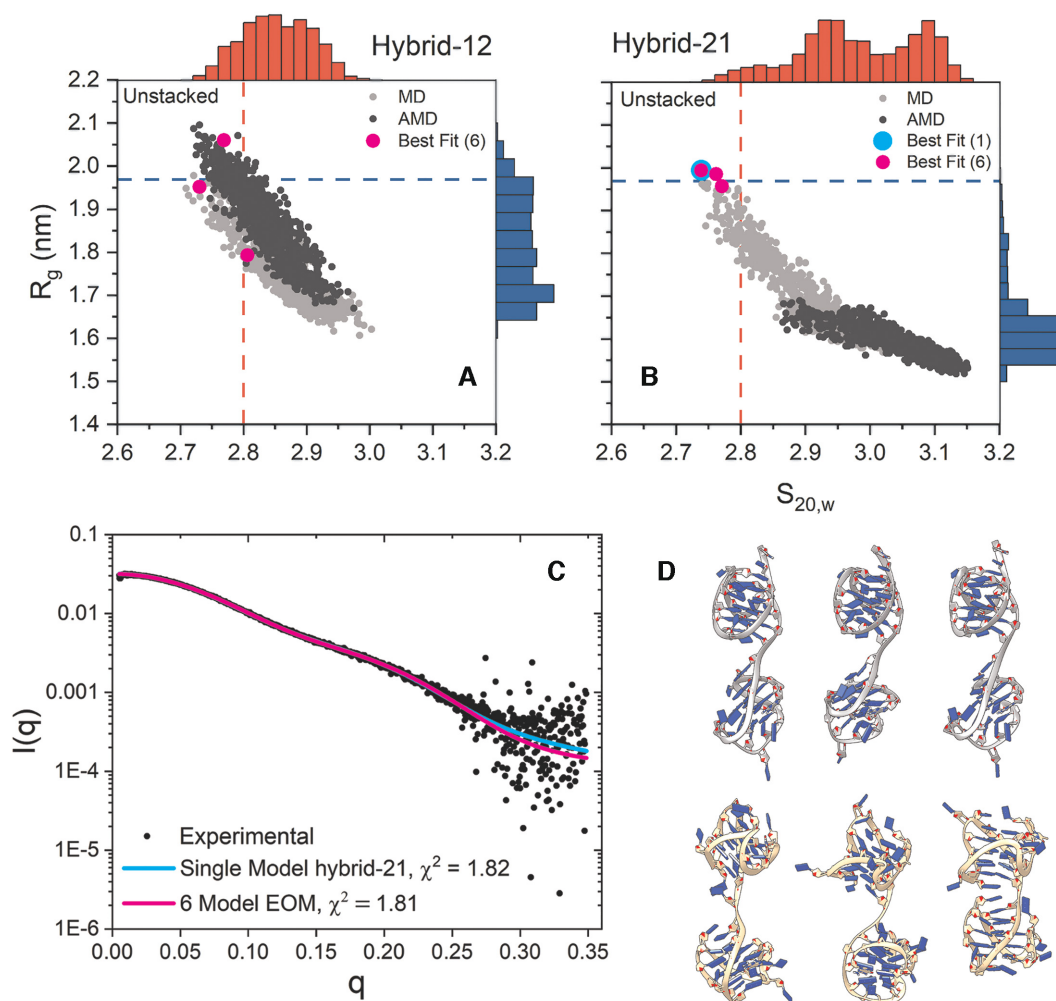 Hybrid-12
Hybrid-21
Unstacked
MD
AMD
Best Fit (6)
A
R_g (nm)
2.2
2.1
2.0
1.9
1.8
1.7
1.6
1.5
1.4
2.6 2.7 2.8 2.9 3.0 3.1 3.2
Unstacked
MD
AMD
Best Fit (1)
Best Fit (6)
B
2.6 2.7 2.8 2.9 3.0 3.1 3.2
S_20,w
C
I(q)
0.1
0.01
0.001
1E-4
1E-5
1E-6
Experimental
Single Model hybrid-21, χ² = 1.82
6 Model EOM, χ² = 1.81
0.00 0.05 0.10 0.15 0.20 0.25 0.30 0.35
q
D